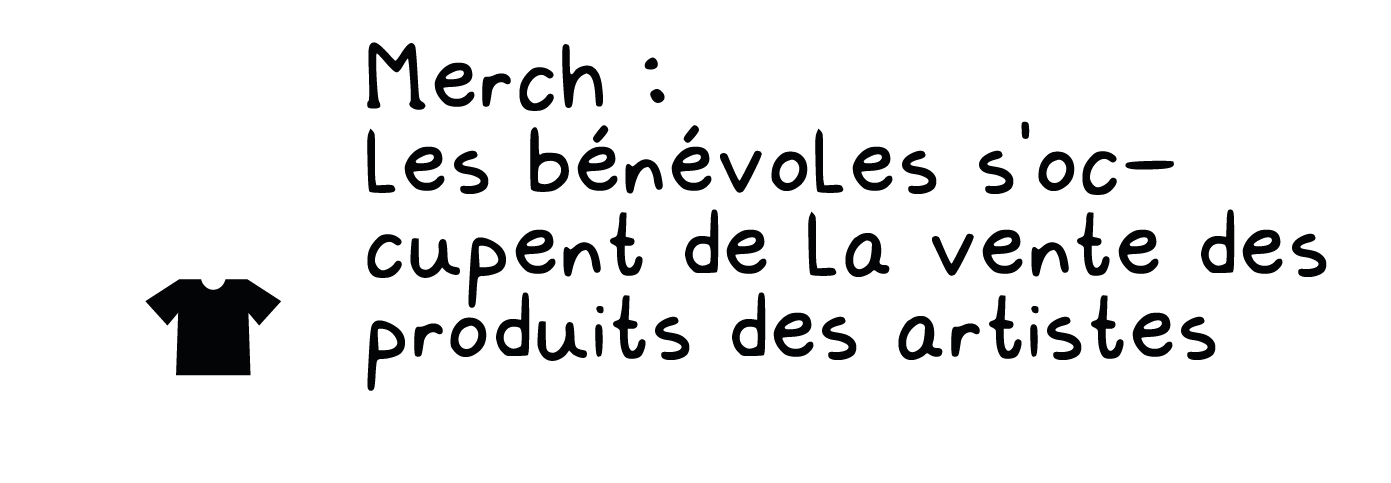 Merch :
Les bénévoles s'oc-
cupent de la vente des
produits des artistes